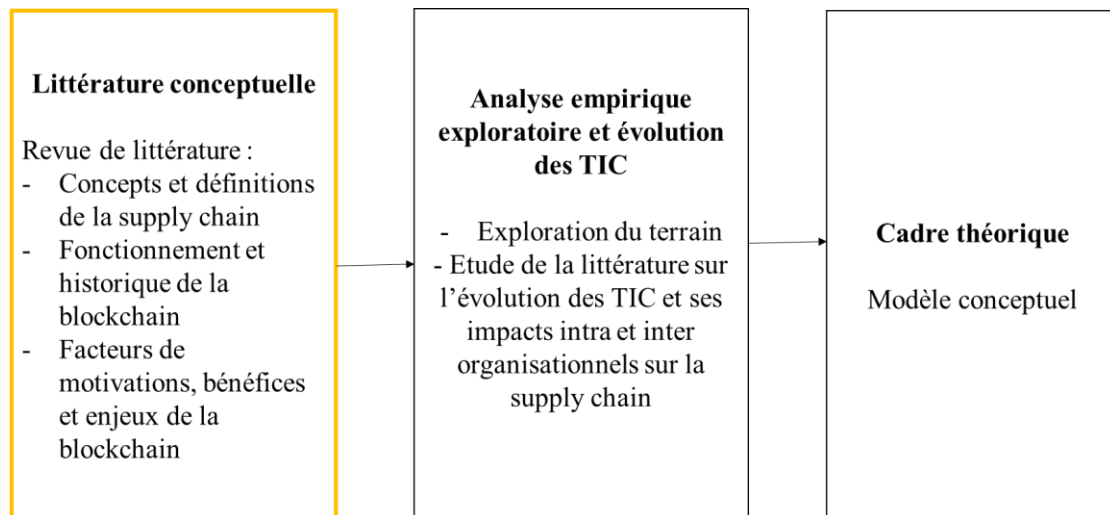 Littérature conceptuelle
Revue de littérature :
- Concepts et définitions
de la supply chain
- Fonctionnement et
historique de la
blockchain
- Facteurs de
motivations, bénéfices
et enjeux de la
blockchain
Analyse empirique
exploratoire et évolution
des TIC
- Exploration du terrain
- Etude de la littérature sur
l’évolution des TIC et ses
impacts intra et inter
organisationnels sur la
supply chain
Cadre théorique
Modèle conceptuel